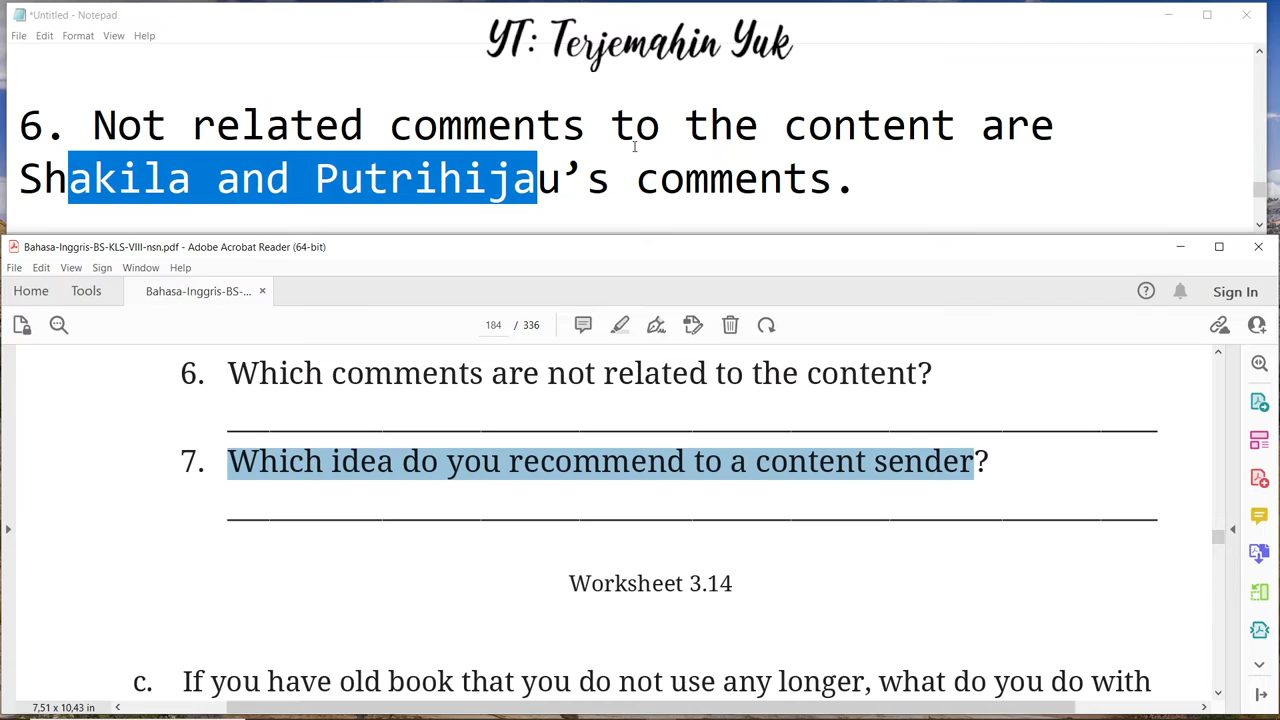 *Untitled - Notepad
YT: Terjemahin Yuk
File Edit Format View Help
6. Not related comments to the content are
Shakila and Putrihijau’s comments.
Bahasa-Inggris-BS-KLS-VIII-nsn.pdf - Adobe Acrobat Reader (64-bit)
File Edit View Sign Window Help
Home Tools Bahasa-Inggris-BS-... Sign In
184 / 336
6. Which comments are not related to the content?
7. Which idea do you recommend to a content sender?
Worksheet 3.14
c. If you have old book that you do not use any longer, what do you do with
7,51 x 10,43 in